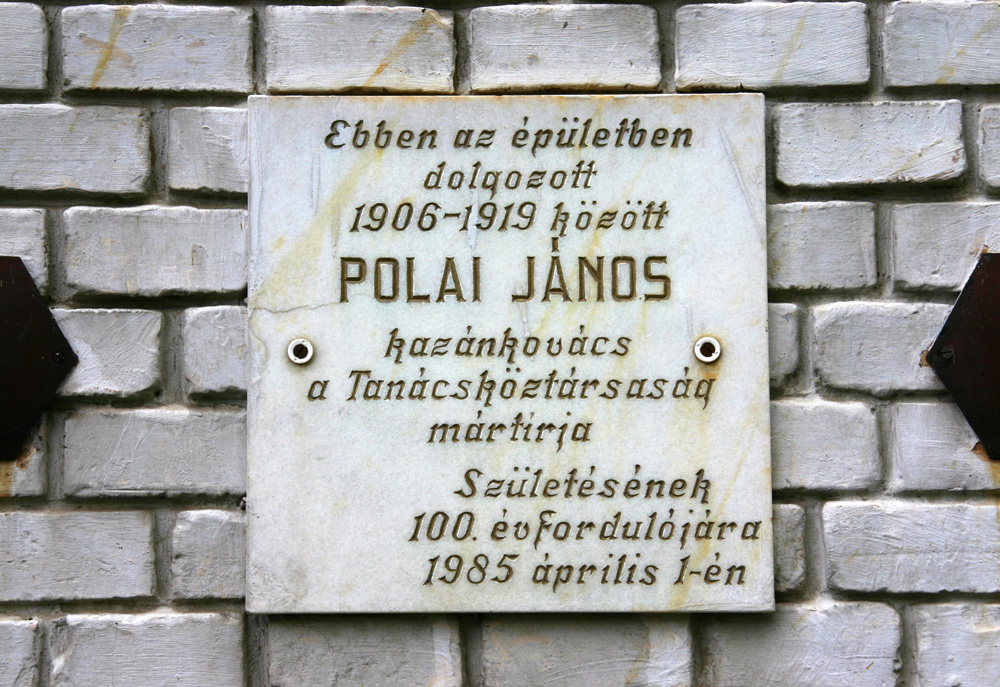 Ebben az épületben
dolgozott
1906-1919 között
POLAI JÁNOS
kazánkovács
a Tanácsköztársaság
mártírja
Születésének
100. évfordulójára
1985 április 1-én